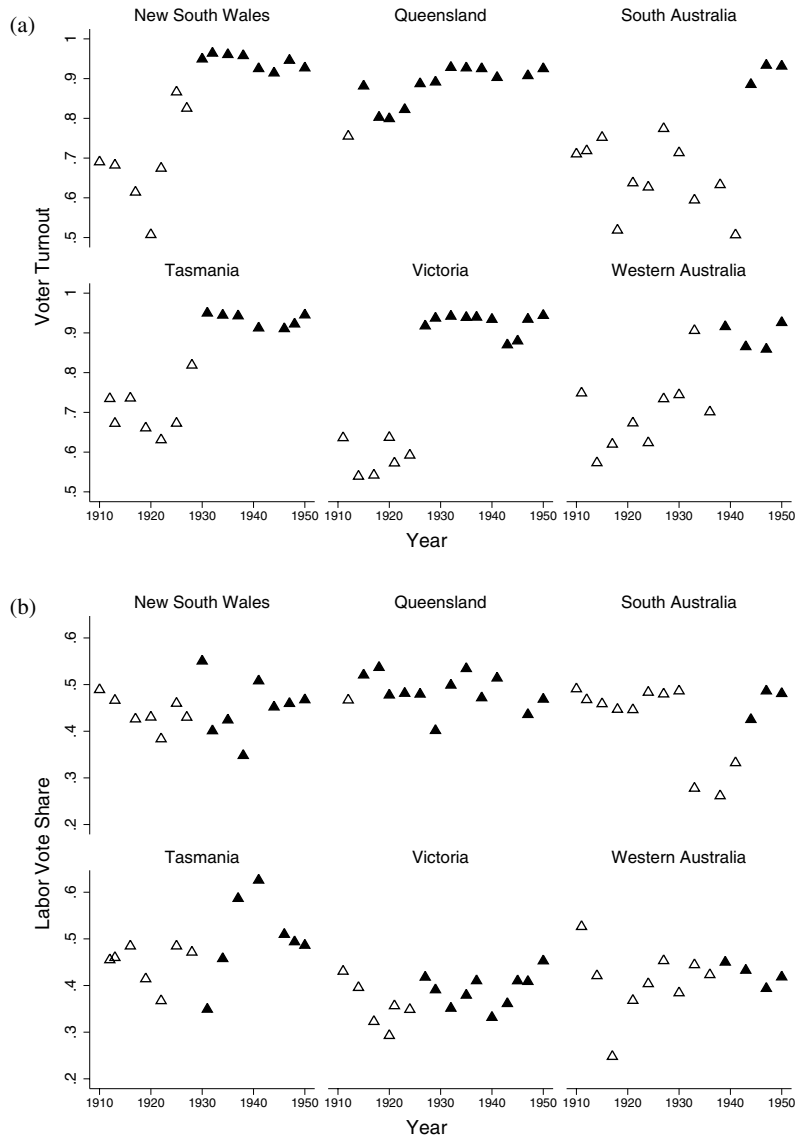 (a)
New South Wales Queensland South Australia
1
.9
.8
.7
.6
.5
Voter Turnout
Tasmania Victoria Western Australia
1
.9
.8
.7
.6
.5
1910 1920 1930 1940 1950 1910 1920 1930 1940 1950 1910 1920 1930 1940 1950
Year
(b)
New South Wales Queensland South Australia
.6
.5
.4
.3
.2
Labor Vote Share
Tasmania Victoria Western Australia
.6
.5
.4
.3
.2
1910 1920 1930 1940 1950 1910 1920 1930 1940 1950 1910 1920 1930 1940 1950
Year